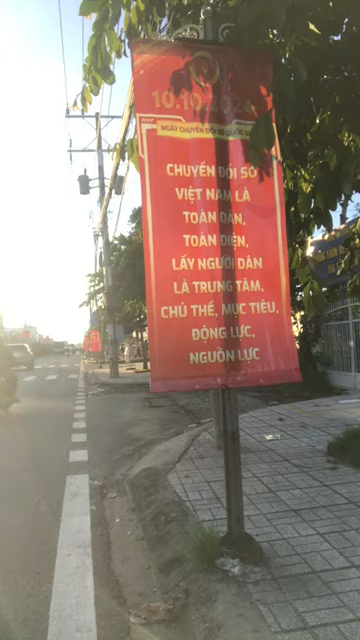 10.10.2024
NGÀY CHUYỂN ĐỔI SỐ QUỐC GIA
CHUYỂN ĐỔI SỐ
VIỆT NAM LÀ
TOÀN DÂN,
TOÀN DIỆN,
LẤY NGƯỜI DÂN
LÀ TRUNG TÂM,
CHỦ THỂ, MỤC TIÊU,
ĐỘNG LỰC,
NGUỒN LỰC